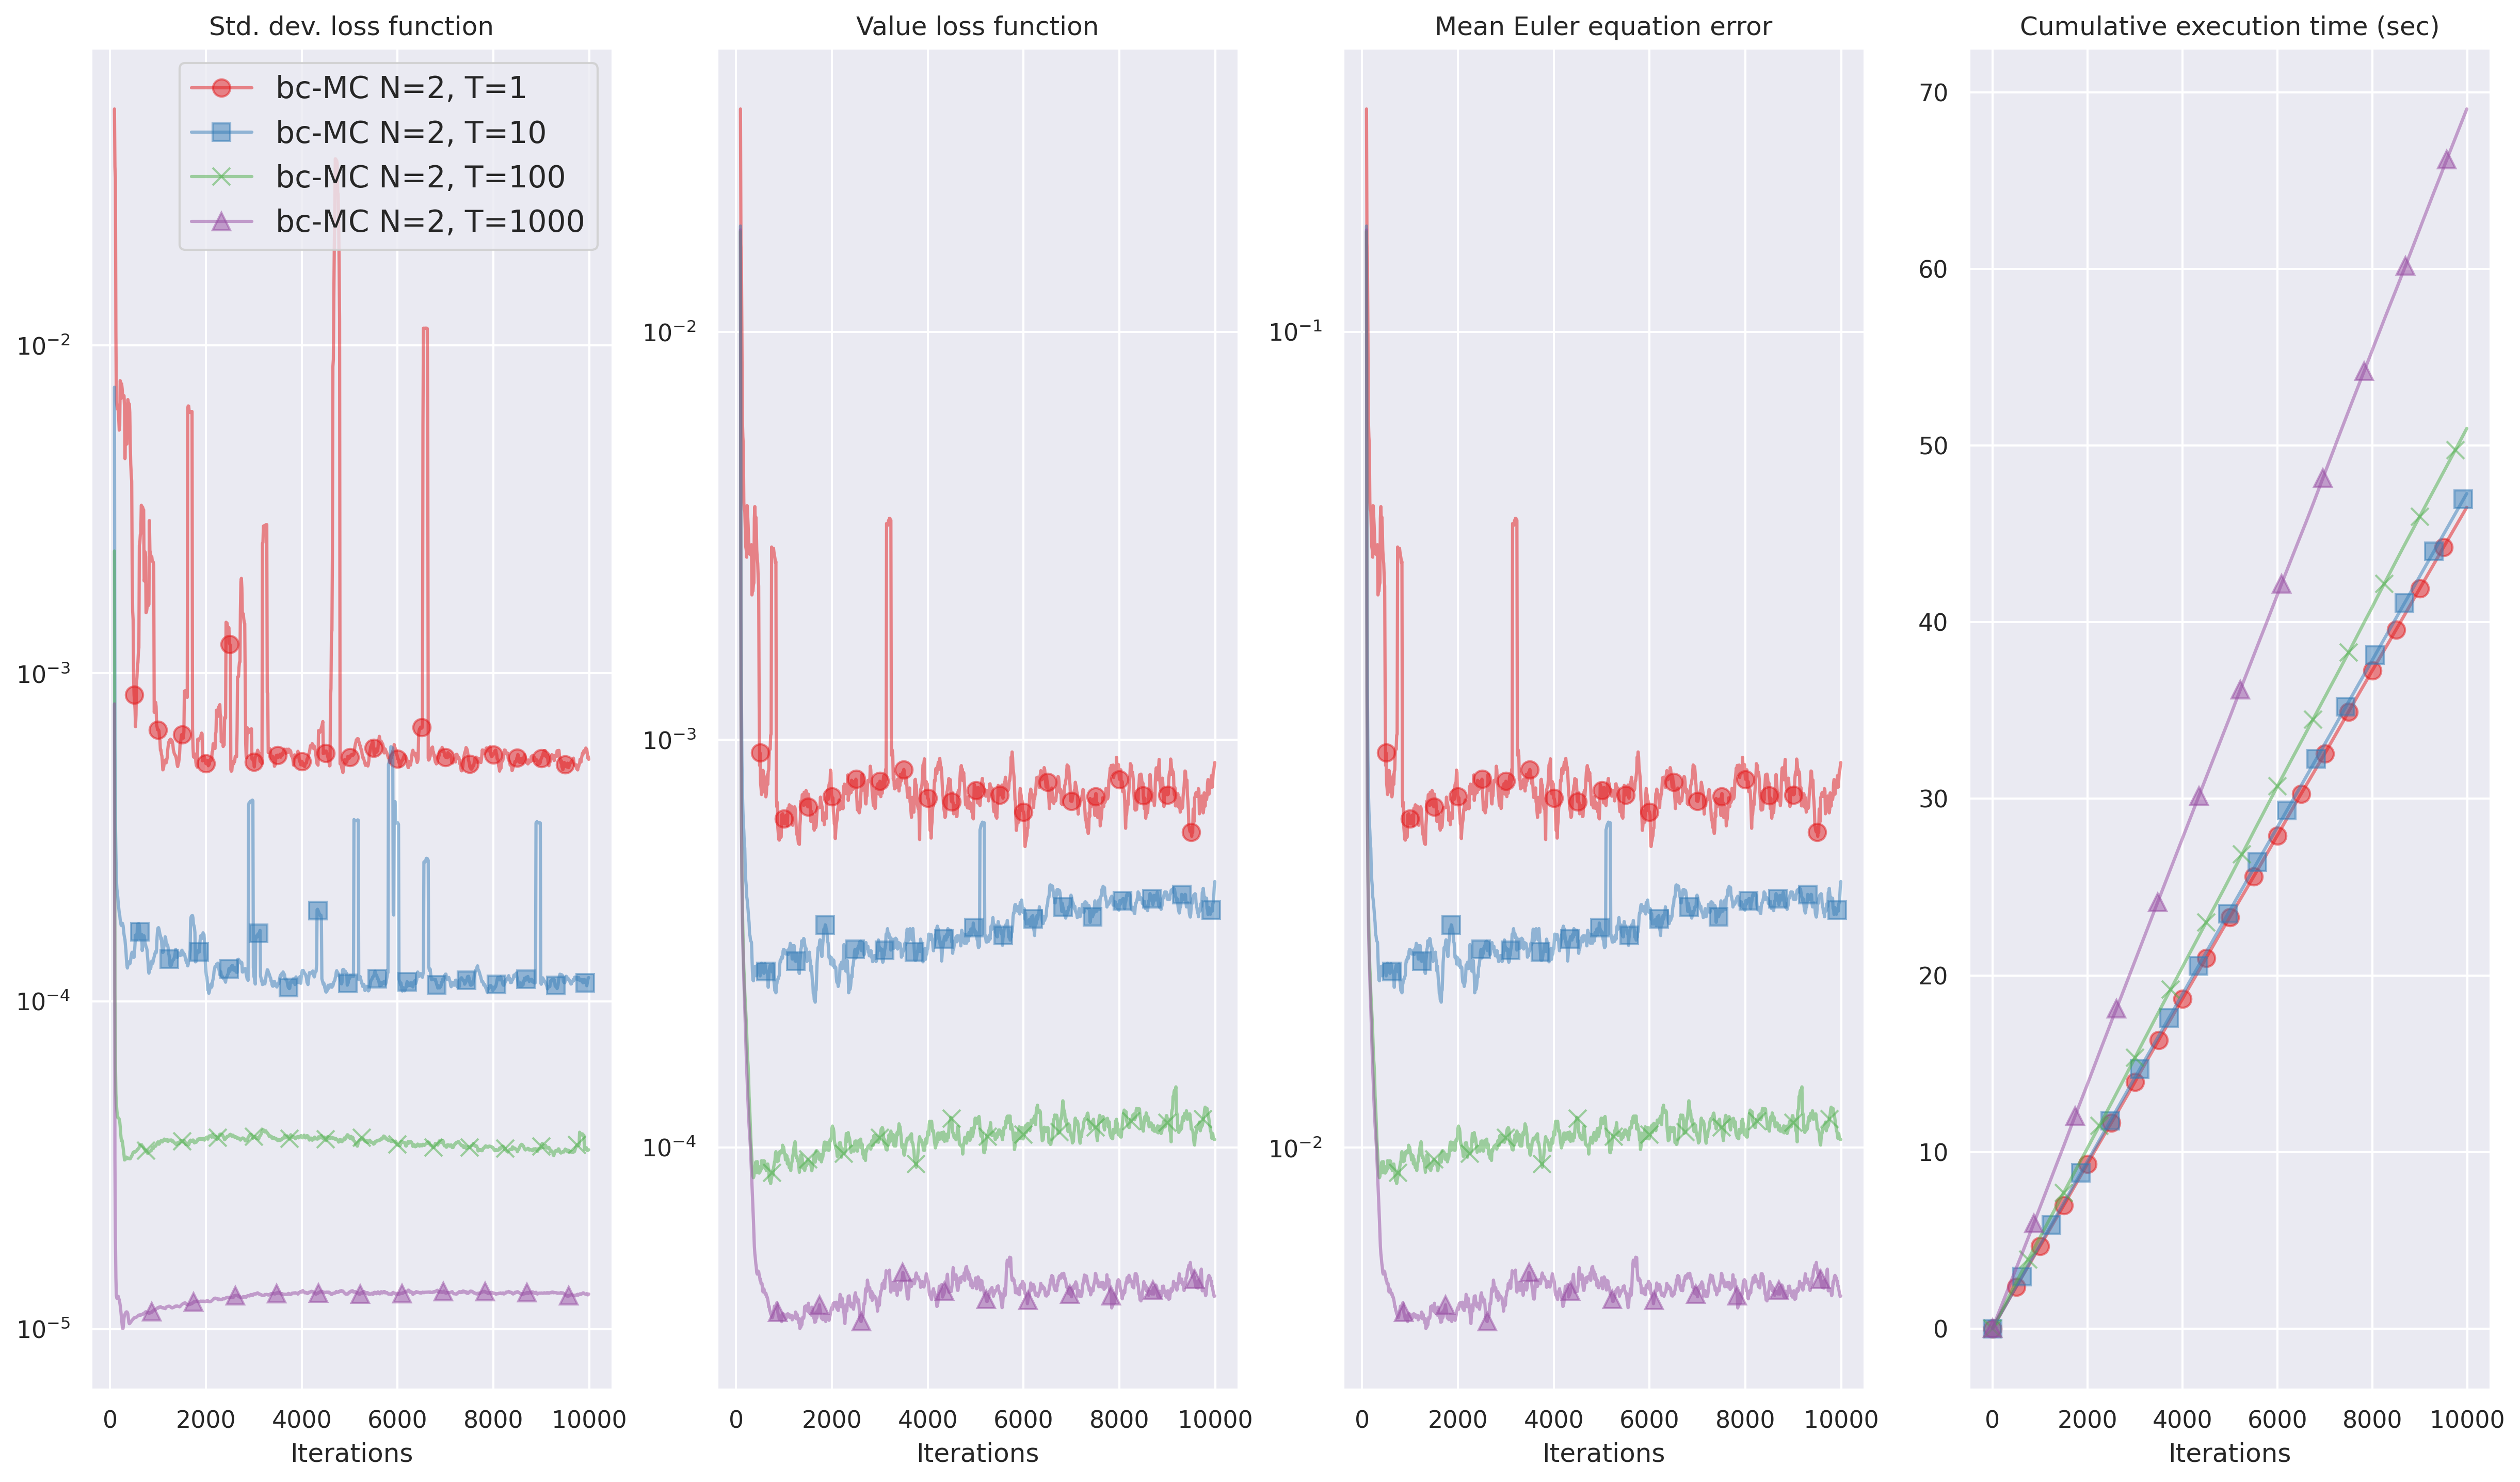 Std. dev. loss function
Value loss function
Mean Euler equation error
Cumulative execution time (sec)
bc-MC N=2, T=1
bc-MC N=2, T=10
bc-MC N=2, T=100
bc-MC N=2, T=1000
10⁻²
10⁻³
10⁻⁴
10⁻⁵
0 2000 4000 6000 8000 10000
Iterations
10⁻²
10⁻³
10⁻⁴
0 2000 4000 6000 8000 10000
Iterations
10⁻¹
10⁻²
0 2000 4000 6000 8000 10000
Iterations
70
60
50
40
30
20
10
0
0 2000 4000 6000 8000 10000
Iterations